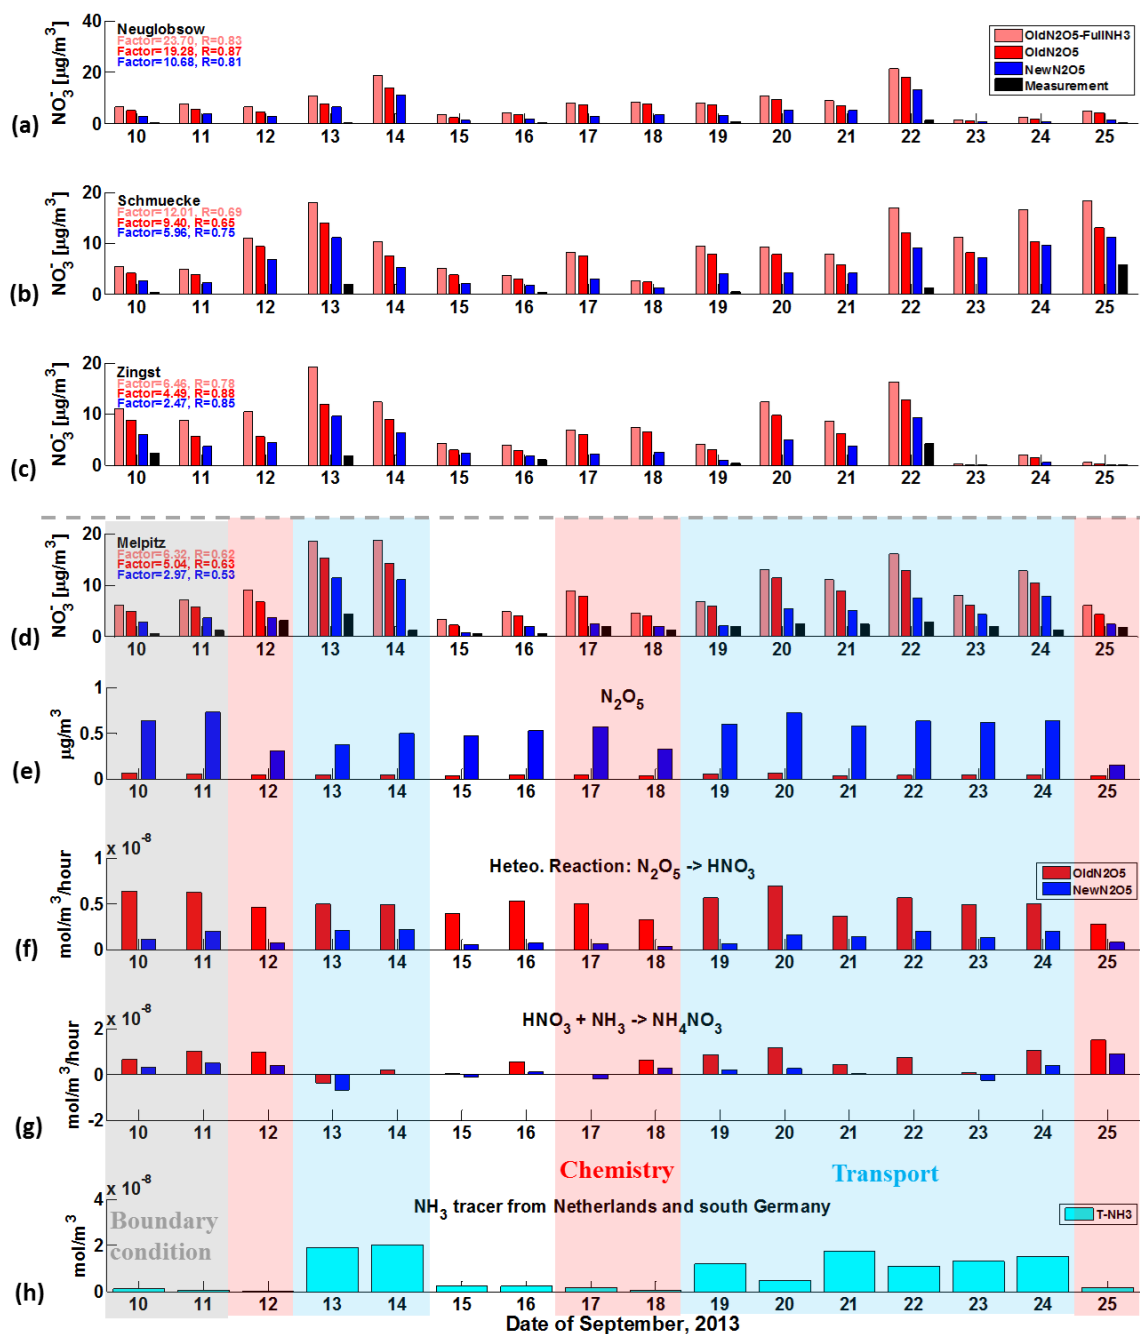 Neuglobsow
Factor=23.70, R=0.83
Factor=19.28, R=0.87
Factor=10.68, R=0.81
OldN2O5-FullNH3
OldN2O5
NewN2O5
Measurement
(a)
NO₃⁻ [µg/m³]
40
20
0
10 11 12 13 14 15 16 17 18 19 20 21 22 23 24 25
Schmuecke
Factor=12.01, R=0.69
Factor=9.40, R=0.65
Factor=5.96, R=0.75
(b)
NO₃⁻ [µg/m³]
20
10
0
10 11 12 13 14 15 16 17 18 19 20 21 22 23 24 25
Zingst
Factor=6.46, R=0.78
Factor=4.49, R=0.88
Factor=2.47, R=0.85
(c)
NO₃⁻ [µg/m³]
20
10
0
10 11 12 13 14 15 16 17 18 19 20 21 22 23 24 25
Melpitz
Factor=6.32, R=0.62
Factor=5.04, R=0.63
Factor=2.97, R=0.53
(d)
NO₃⁻ [µg/m³]
20
10
0
10 11 12 13 14 15 16 17 18 19 20 21 22 23 24 25
N₂O₅
(e)
µg/m³
1
0.5
0
10 11 12 13 14 15 16 17 18 19 20 21 22 23 24 25
x 10⁻⁸
Heteo. Reaction: N₂O₅ -> HNO₃
OldN2O5
NewN2O5
(f)
mol/m³/hour
1
0.5
0
10 11 12 13 14 15 16 17 18 19 20 21 22 23 24 25
x 10⁻⁸
HNO₃ + NH₃ -> NH₄NO₃
(g)
mol/m³/hour
2
0
-2
10 11 12 13 14 15 16 17 18 19 20 21 22 23 24 25
Chemistry
Transport
x 10⁻⁸
NH₃ tracer from Netherlands and south Germany
T-NH3
Boundary
condition
(h)
mol/m³
4
2
0
10 11 12 13 14 15 16 17 18 19 20 21 22 23 24 25
Date of September, 2013